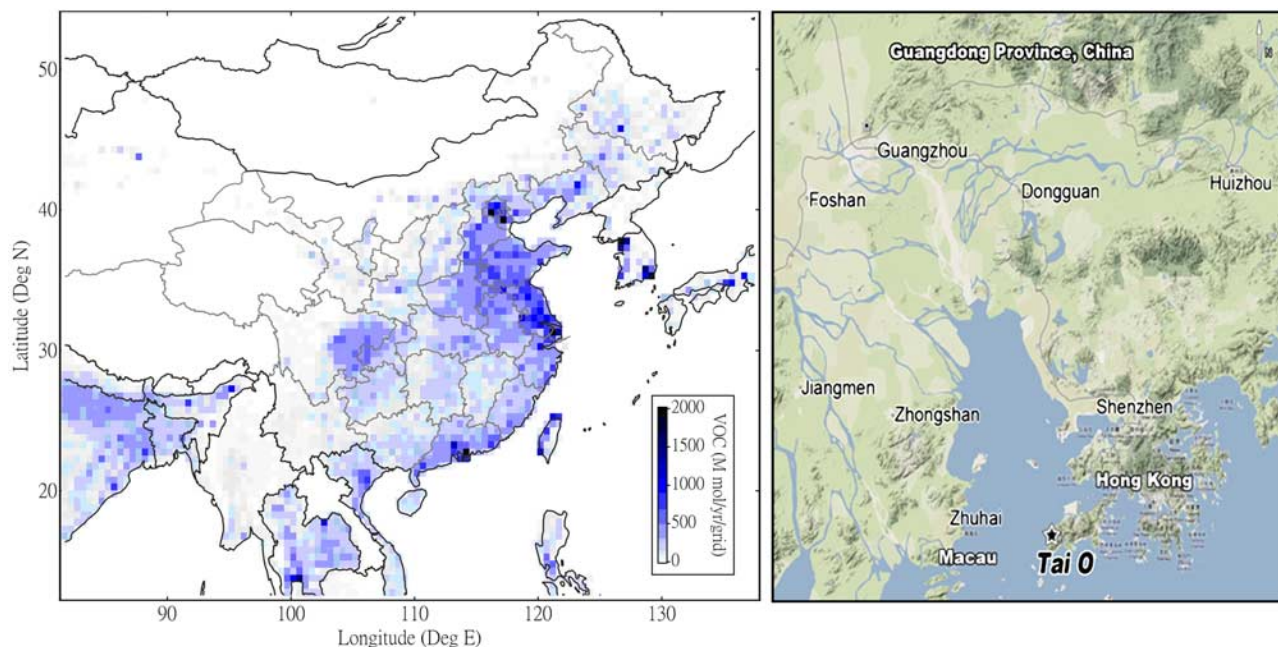 50
40
30
20
Latitude (Deg N)
90
100
110
120
130
Longitude (Deg E)
2000
1500
1000
500
0
VOC (M mol/yr/grid)
Guangdong Province, China
N
Guangzhou
Foshan
Dongguan
Huizhou
Jiangmen
Zhongshan
Shenzhen
Hong Kong
Zhuhai
Macau
Tai O